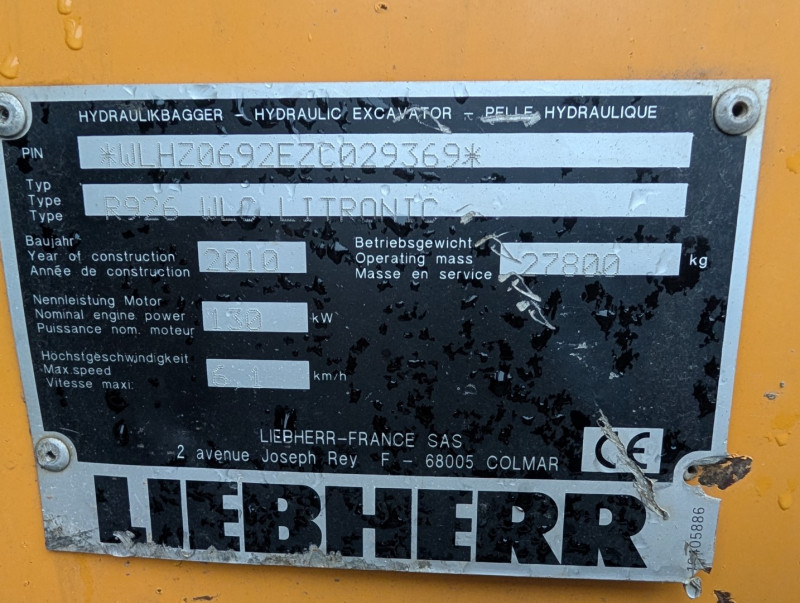 HYDRAULIKBAGGER - HYDRAULIC EXCAVATOR - PELLE HYDRAULIQUE
PIN *WLHZ0692EZC029369*
Typ
Type R926 WLC LITRONIC
Type
Baujahr
Year of construction 2010
Année de construction
Betriebsgewicht
Operating mass 27800 kg
Masse en service
Nennleistung Motor
Nominal engine power 130 kW
Puissance nom. moteur
Höchstgeschwindigkeit
Max.speed 6,1 km/h
Vitesse maxi:
LIEBHERR-FRANCE SAS
2 avenue Joseph Rey F - 68005 COLMAR
CE
LIEBHERR